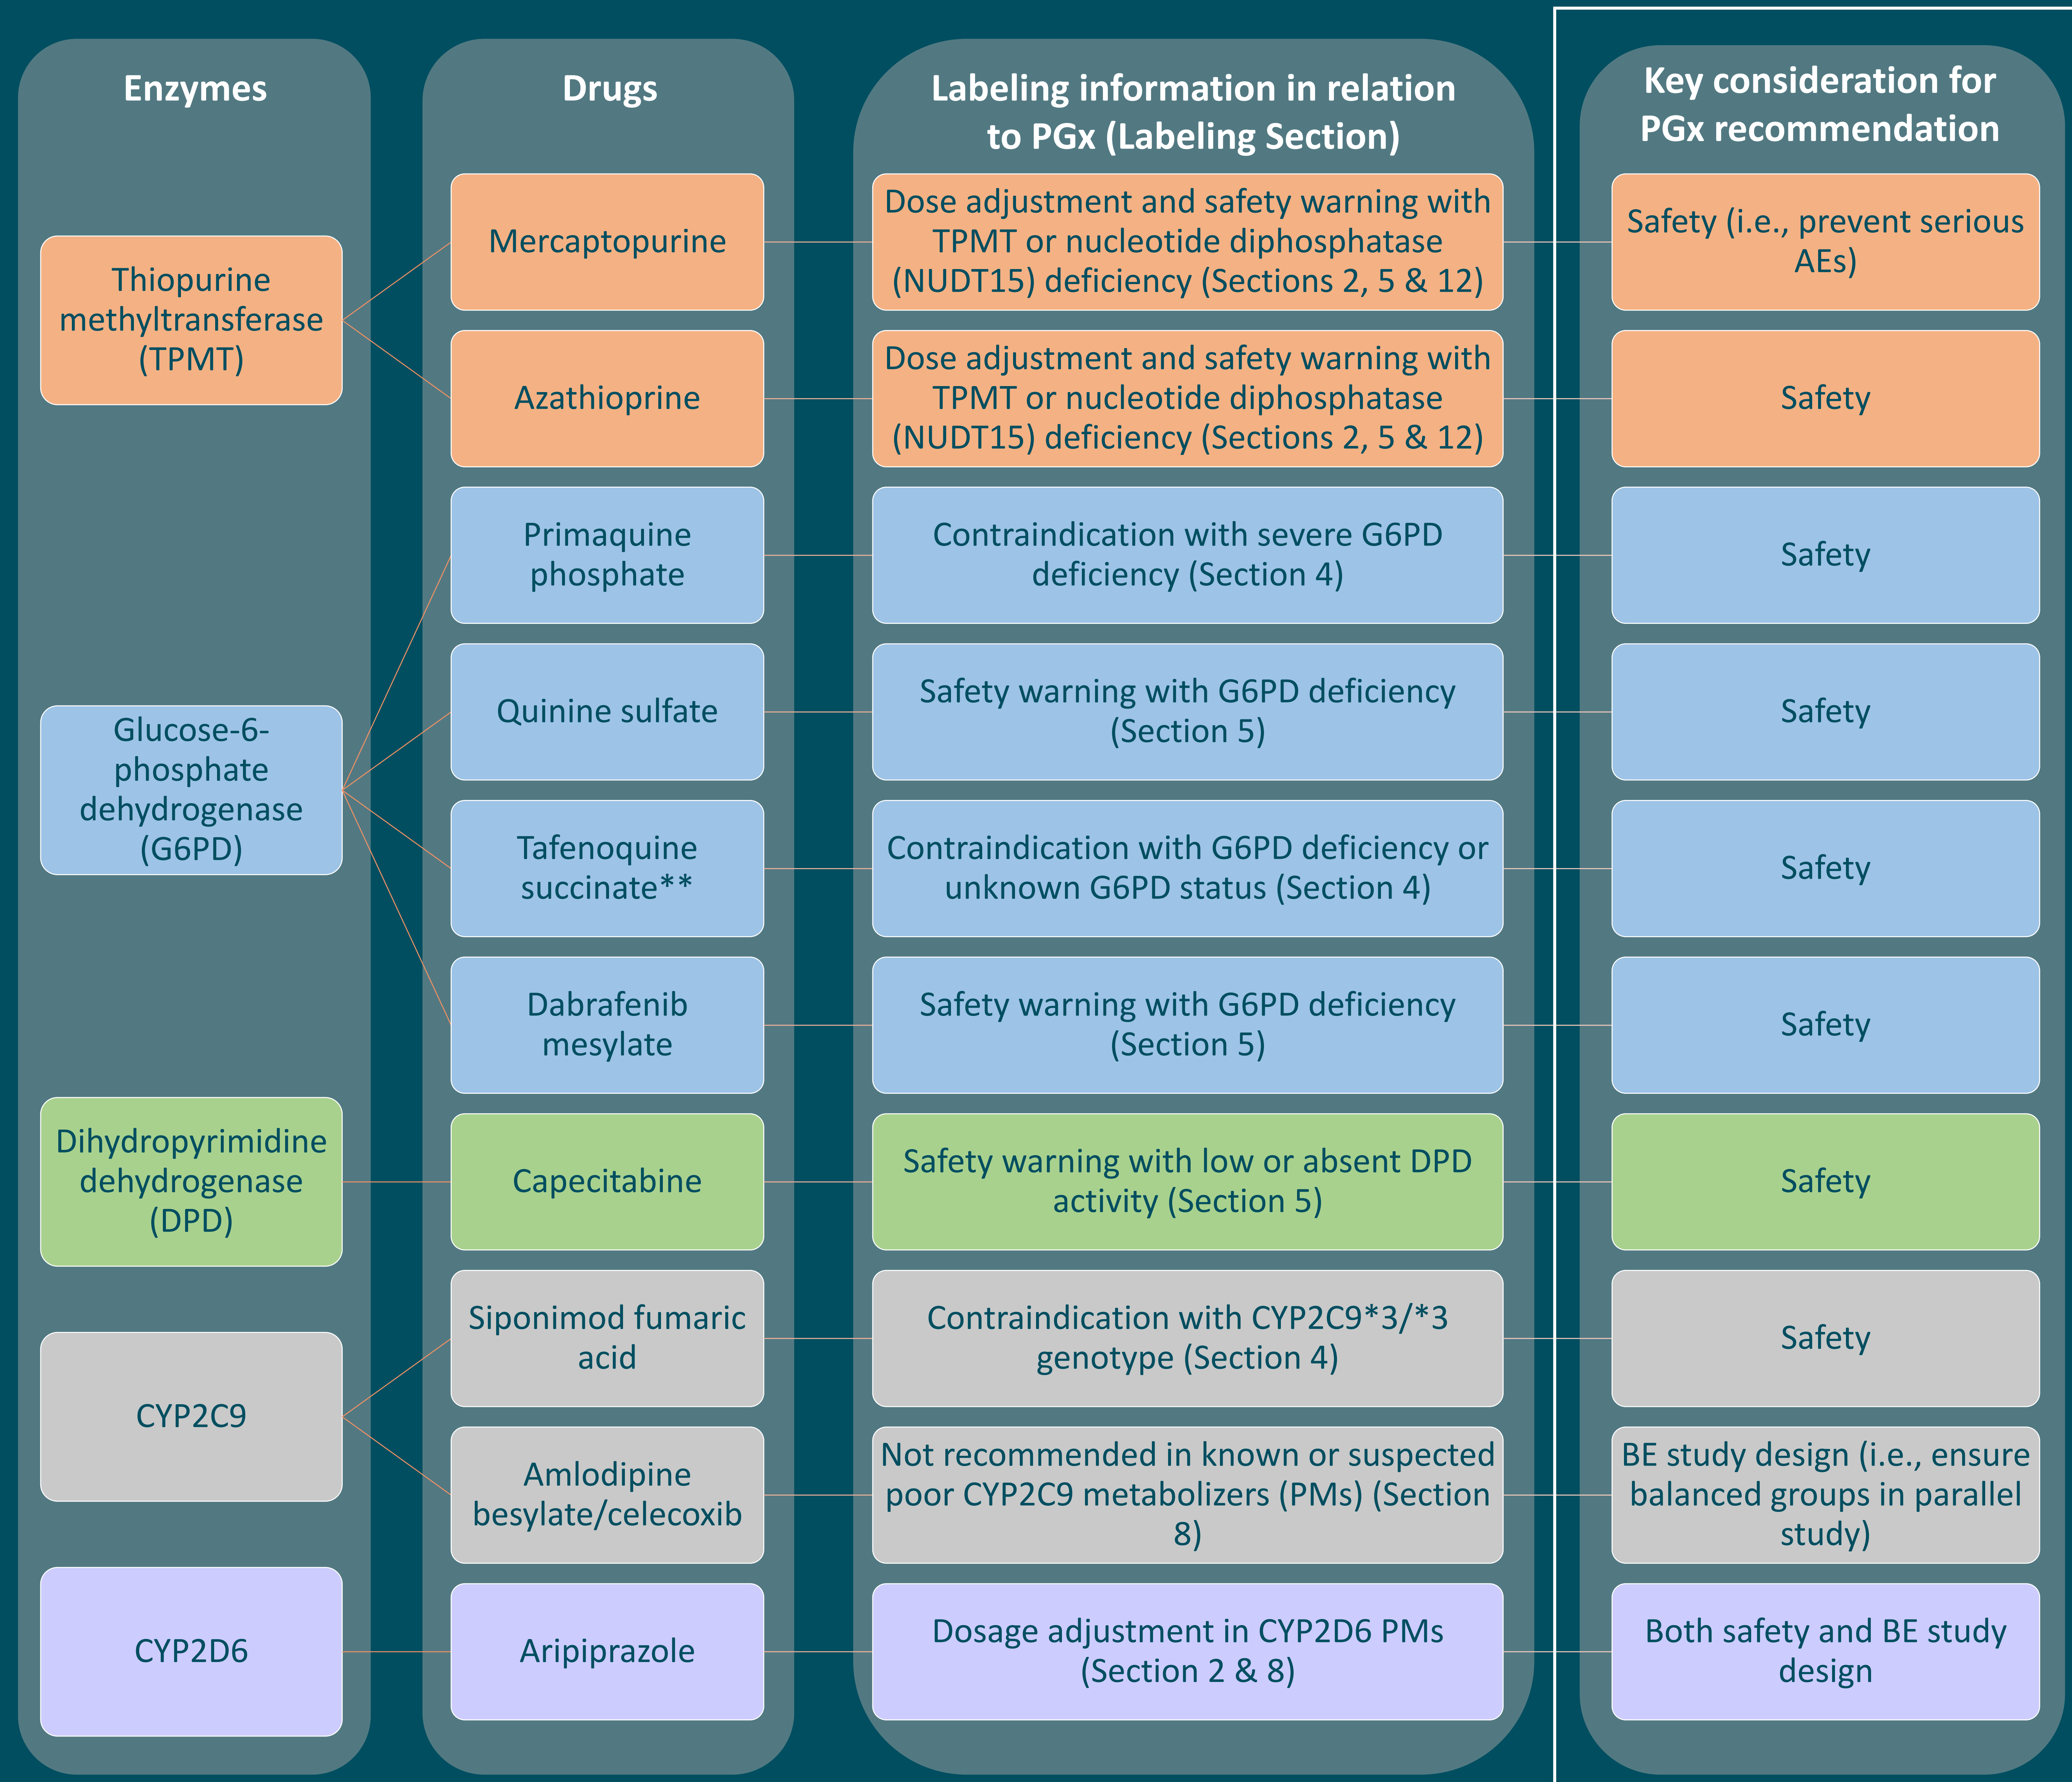 Enzymes
Drugs
Labeling information in relation
to PGx (Labeling Section)
Key consideration for
PGx recommendation
Thiopurine
methyltransferase
(TPMT)
Mercaptopurine
Dose adjustment and safety warning with
TPMT or nucleotide diphosphatase
(NUDT15) deficiency (Sections 2, 5 & 12)
Safety (i.e., prevent serious
AEs)
Azathioprine
Dose adjustment and safety warning with
TPMT or nucleotide diphosphatase
(NUDT15) deficiency (Sections 2, 5 & 12)
Safety
Glucose-6-
phosphate
dehydrogenase
(G6PD)
Primaquine
phosphate
Contraindication with severe G6PD
deficiency (Section 4)
Safety
Quinine sulfate
Safety warning with G6PD deficiency
(Section 5)
Safety
Tafenoquine
succinate**
Contraindication with G6PD deficiency or
unknown G6PD status (Section 4)
Safety
Dabrafenib
mesylate
Safety warning with G6PD deficiency
(Section 5)
Safety
Dihydropyrimidine
dehydrogenase
(DPD)
Capecitabine
Safety warning with low or absent DPD
activity (Section 5)
Safety
CYP2C9
Siponimod fumaric
acid
Contraindication with CYP2C9*3/*3
genotype (Section 4)
Safety
Amlodipine
besylate/celecoxib
Not recommended in known or suspected
poor CYP2C9 metabolizers (PMs) (Section
8)
BE study design (i.e., ensure
balanced groups in parallel
study)
CYP2D6
Aripiprazole
Dosage adjustment in CYP2D6 PMs
(Section 2 & 8)
Both safety and BE study
design